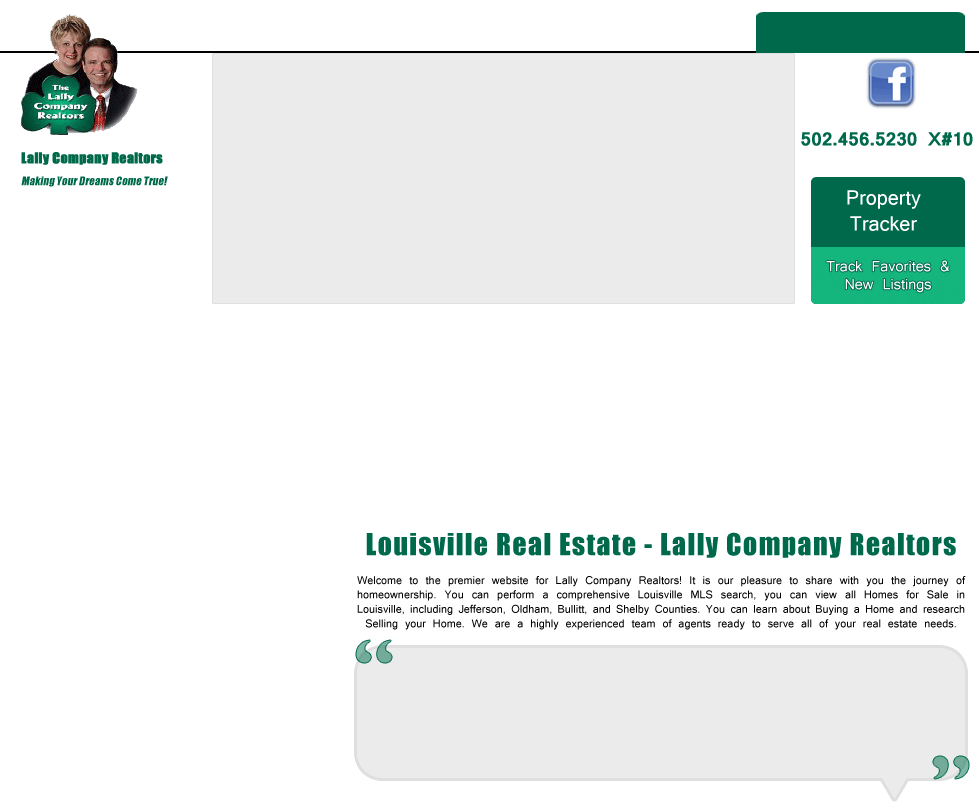 The
Lally
Company
Realtors
Lally Company Realtors
Making Your Dreams Come True!
f
502.456.5230 X#10
Property
Tracker
Track Favorites &
New Listings
Louisville Real Estate - Lally Company Realtors
Welcome to the premier website for Lally Company Realtors! It is our pleasure to share with you the journey of
homeownership. You can perform a comprehensive Louisville MLS search, you can view all Homes for Sale in
Louisville, including Jefferson, Oldham, Bullitt, and Shelby Counties. You can learn about Buying a Home and research
Selling your Home. We are a highly experienced team of agents ready to serve all of your real estate needs.
“
”